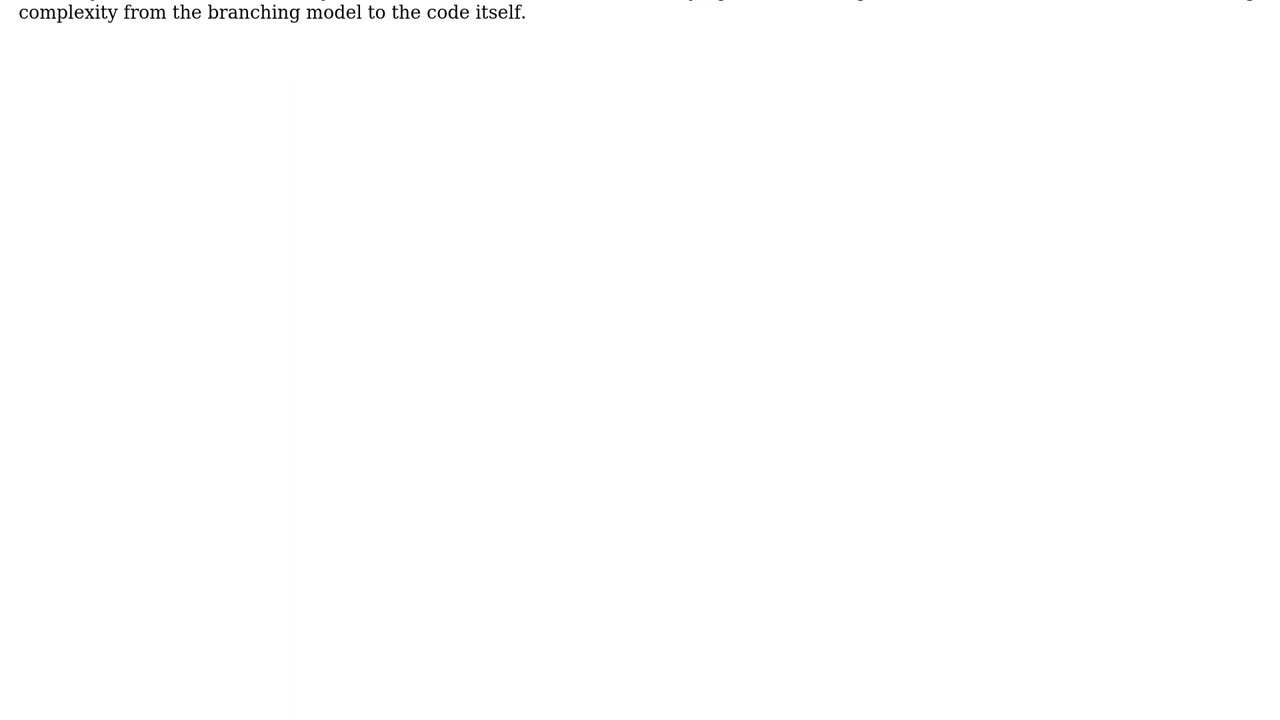 complexity from the branching model to the code itself.